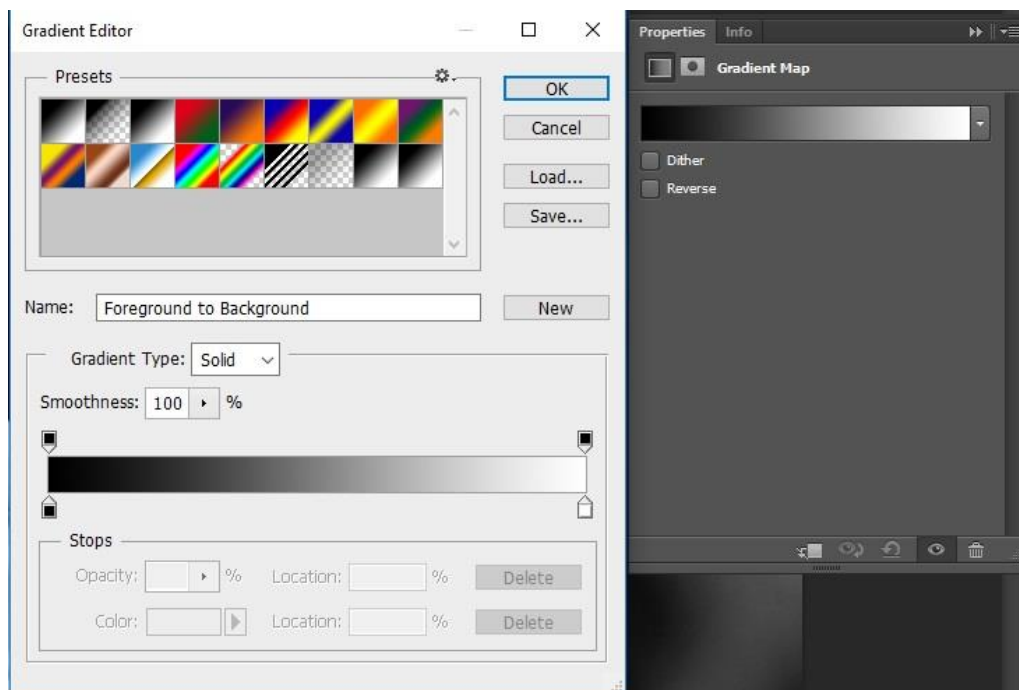 Gradient Editor
Presets
OK
Cancel
Load...
Save...
Name: Foreground to Background
New
Gradient Type: Solid
Smoothness: 100 %
Stops
Opacity: % Location: % Delete
Color: Location: % Delete
Properties Info
Gradient Map
Dither
Reverse